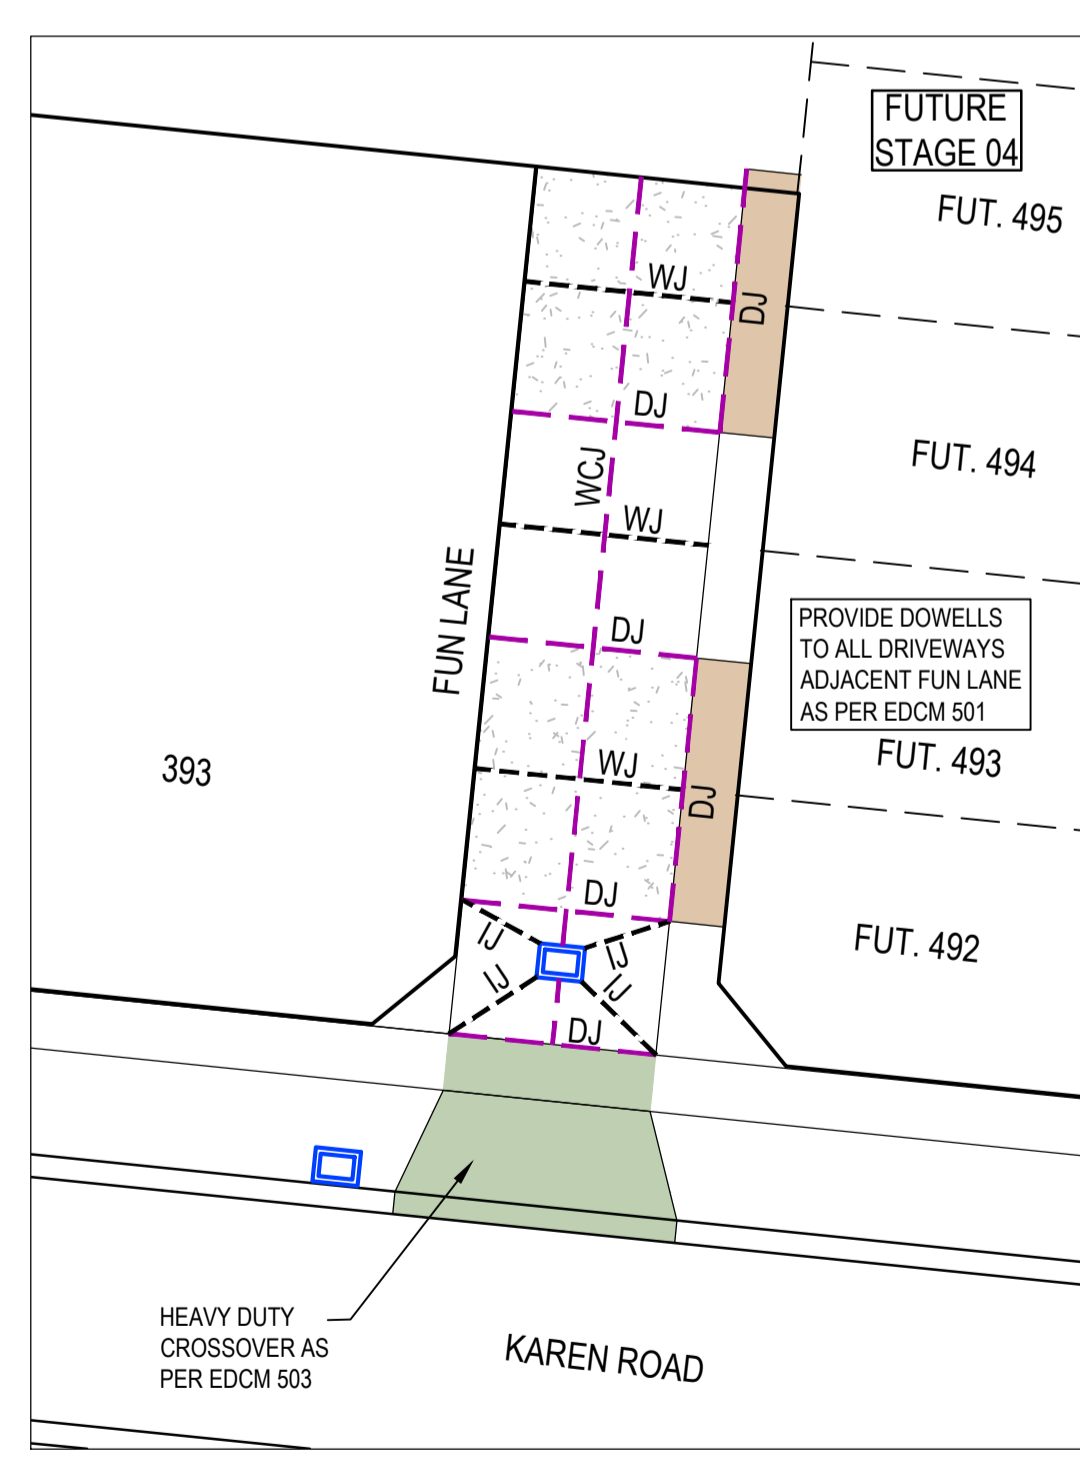 FUTURE
STAGE 04
FUT. 495
WJ
DJ
DJ
FUT. 494
WCJ
WJ
FUN LANE
DJ
PROVIDE DOWELLS
TO ALL DRIVEWAYS
ADJACENT FUN LANE
AS PER EDCM 501
FUT. 493
393
WJ
DJ
DJ
FUT. 492
IJ
IJ
IJ
IJ
DJ
HEAVY DUTY
CROSSOVER AS
PER EDCM 503
KAREN ROAD